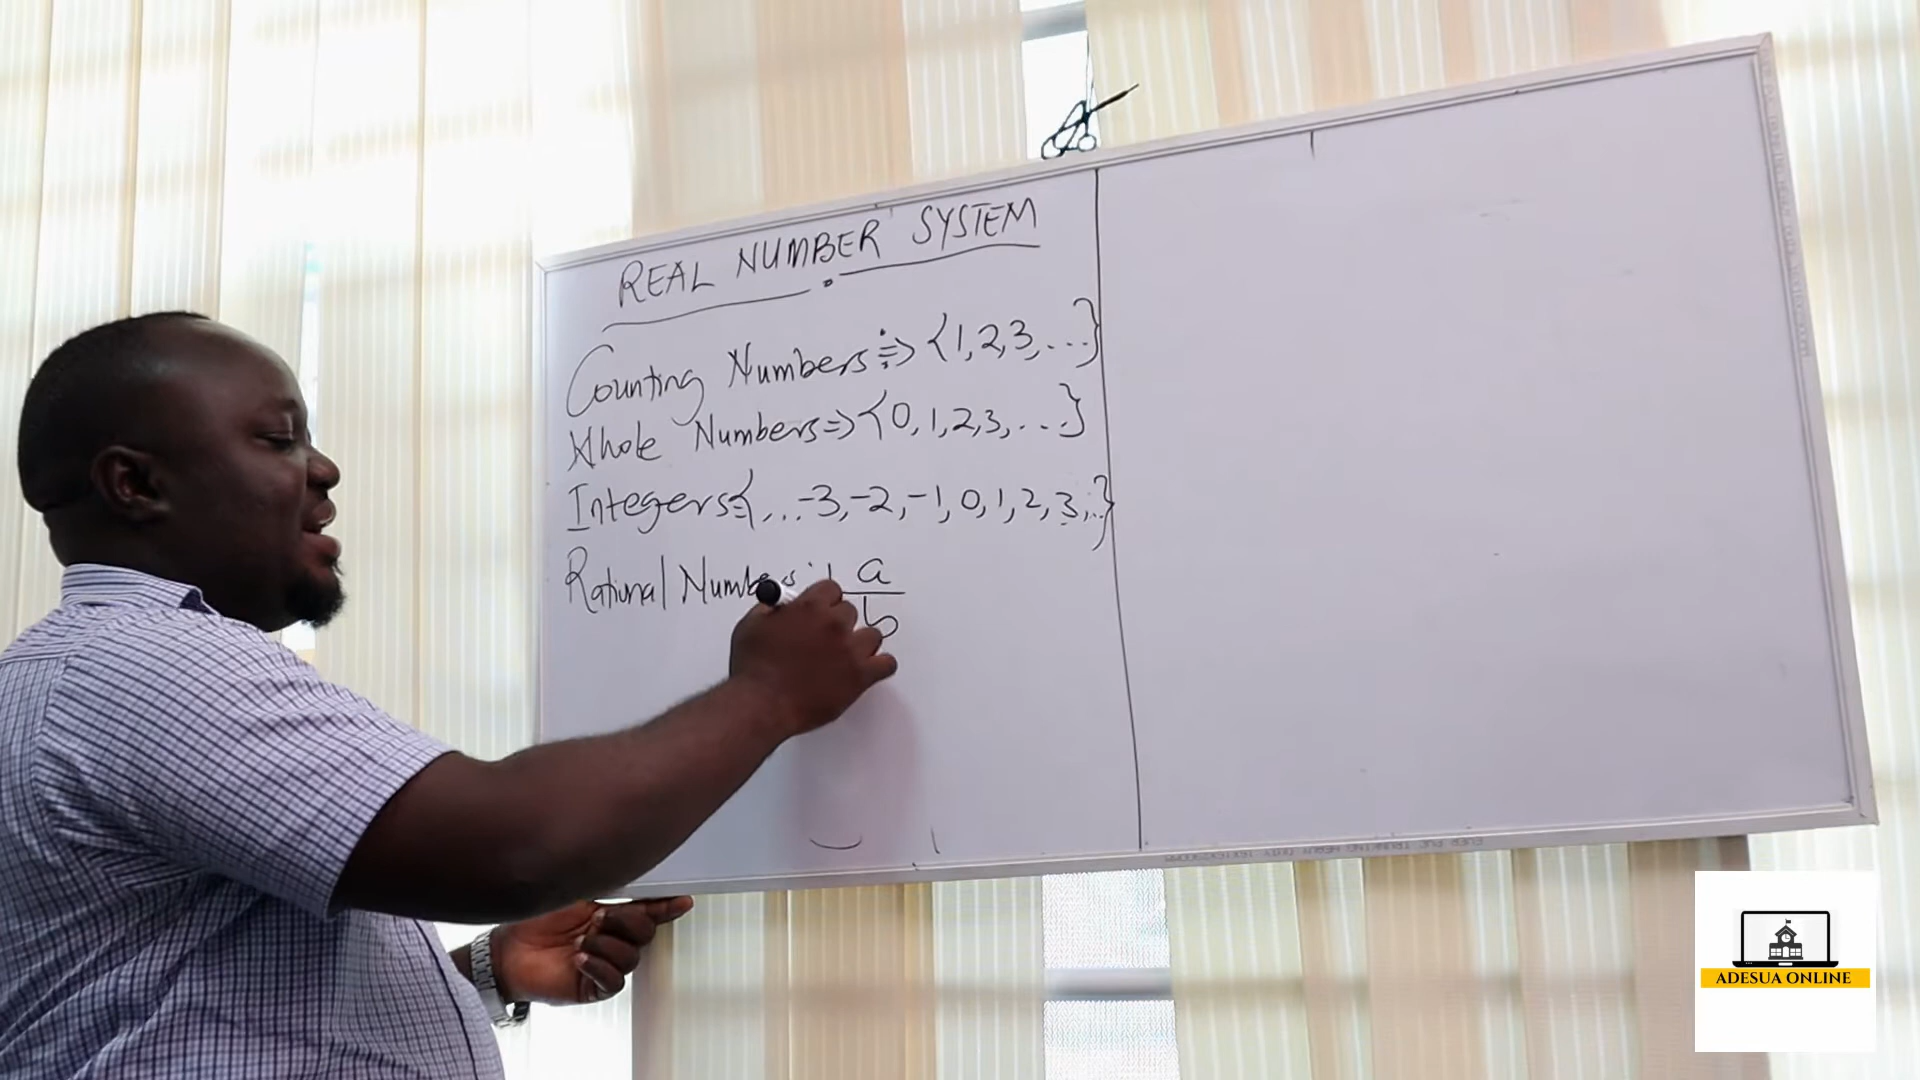 REAL NUMBER SYSTEM
Counting Numbers :=> {1,2,3,...}
Whole Numbers => {0,1,2,3,...}
Integers={...-3,-2,-1,0,1,2,3,..}
Rational Numbers
a
b
ADESUA ONLINE